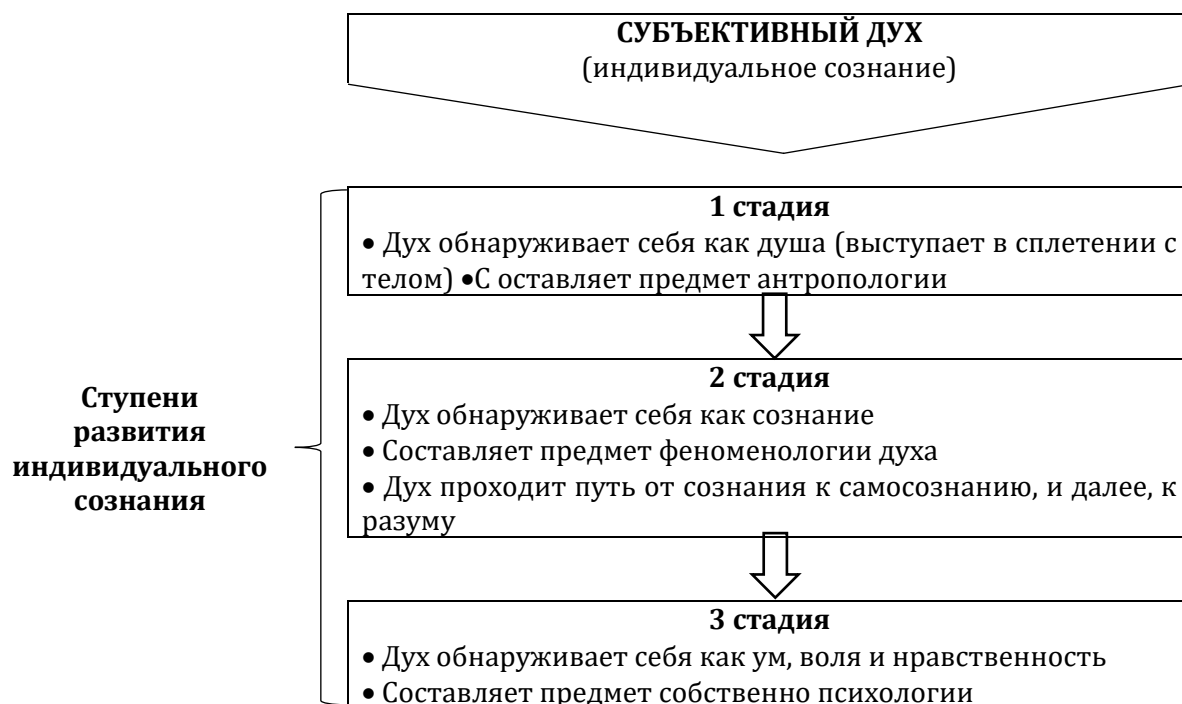 СУБЪЕКТИВНЫЙ ДУХ
(индивидуальное сознание)
1 стадия
• Дух обнаруживает себя как душа (выступает в сплетении с
телом) •С оставляет предмет антропологии
Ступени
развития
индивидуального
сознания
2 стадия
• Дух обнаруживает себя как сознание
• Составляет предмет феноменологии духа
• Дух проходит путь от сознания к самосознанию, и далее, к
разуму
3 стадия
• Дух обнаруживает себя как ум, воля и нравственность
• Составляет предмет собственно психологии